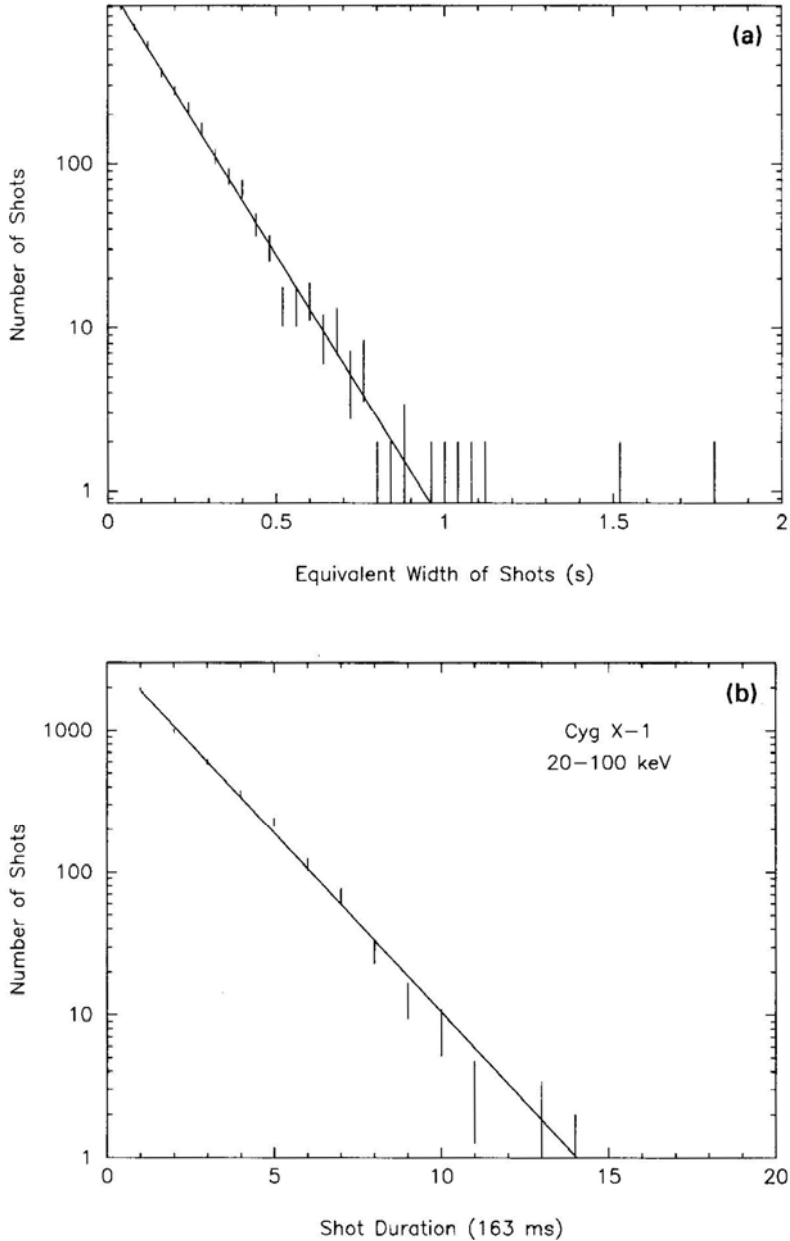 (a)
Number of Shots
100
10
1
0
0.5
1
1.5
2
Equivalent Width of Shots (s)
(b)
Cyg X-1
20-100 keV
Number of Shots
1000
100
10
1
0
5
10
15
20
Shot Duration (163 ms)